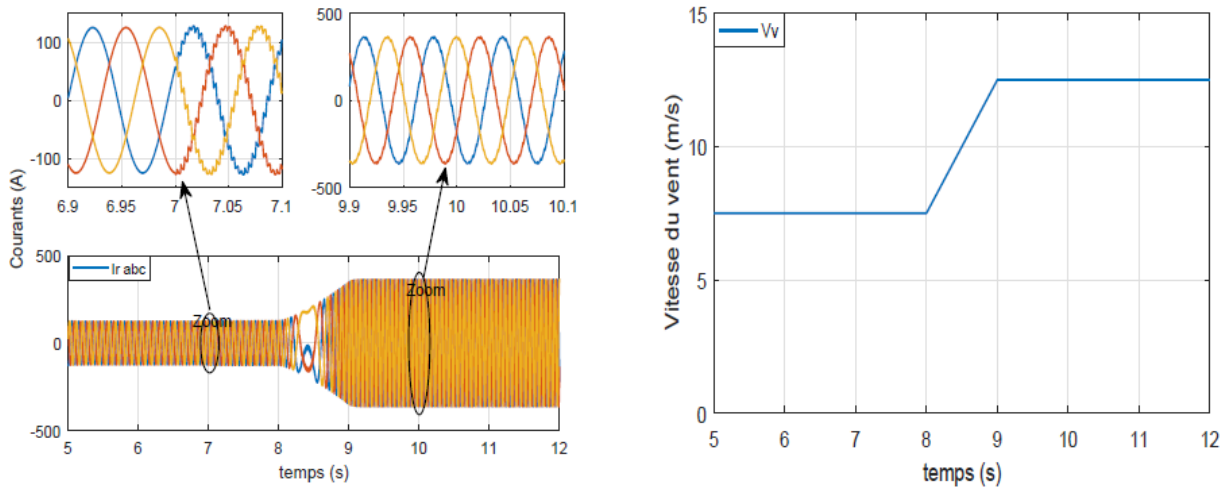 100
0
-100
6.9 6.95 7 7.05 7.1
500
0
-500
9.9 9.95 10 10.05 10.1
Courants (A)
Ir abc
Zoom
Zoom
500
0
-500
5 6 7 8 9 10 11 12
temps (s)
Vv
15
10
5
0
Vitesse du vent (m/s)
5 6 7 8 9 10 11 12
temps (s)